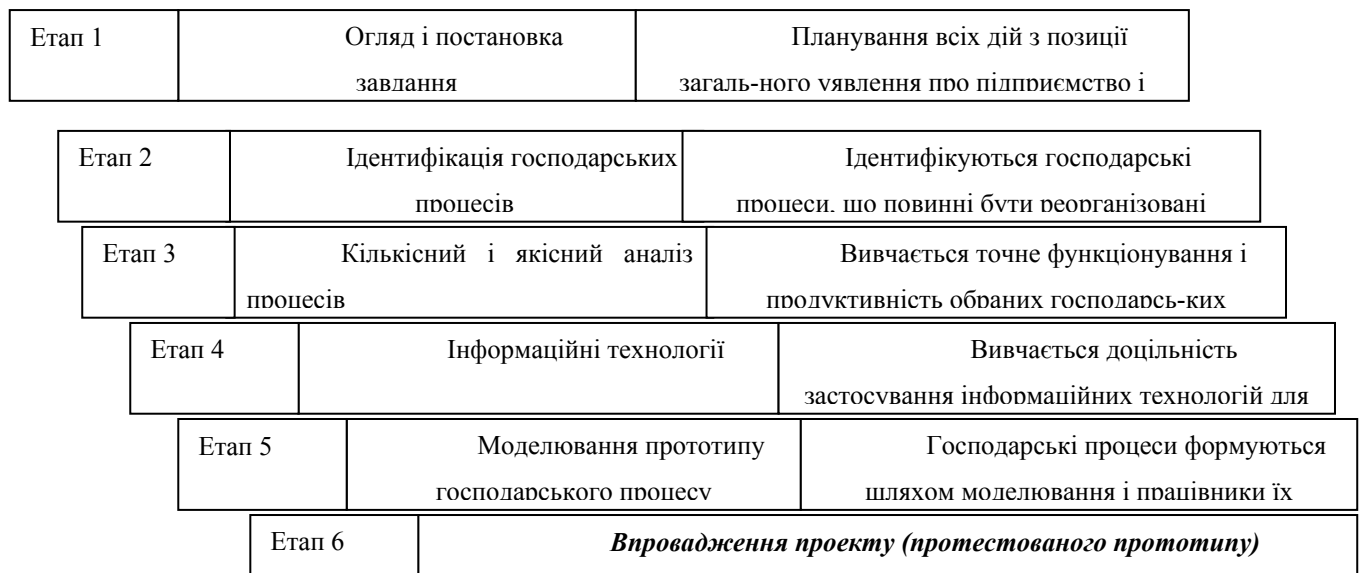 Етап 1
Огляд і постановка
завдання
Планування всіх дій з позиції
загаль-ного уявлення про підприємство і
Етап 2
Ідентифікація господарських
процесів
Ідентифікуються господарські
процеси, що повинні бути реорганізовані
Етап 3
Кількісний і якісний аналіз
процесів
Вивчається точне функціонування і
продуктивність обраних господарсь-ких
Етап 4
Інформаційні технології
Вивчається доцільність
застосування інформаційних технологій для
Етап 5
Моделювання прототипу
господарського процесу
Господарські процеси формуються
шляхом моделювання і працівники їх
Етап 6
Впровадження проекту (протестованого прототипу)